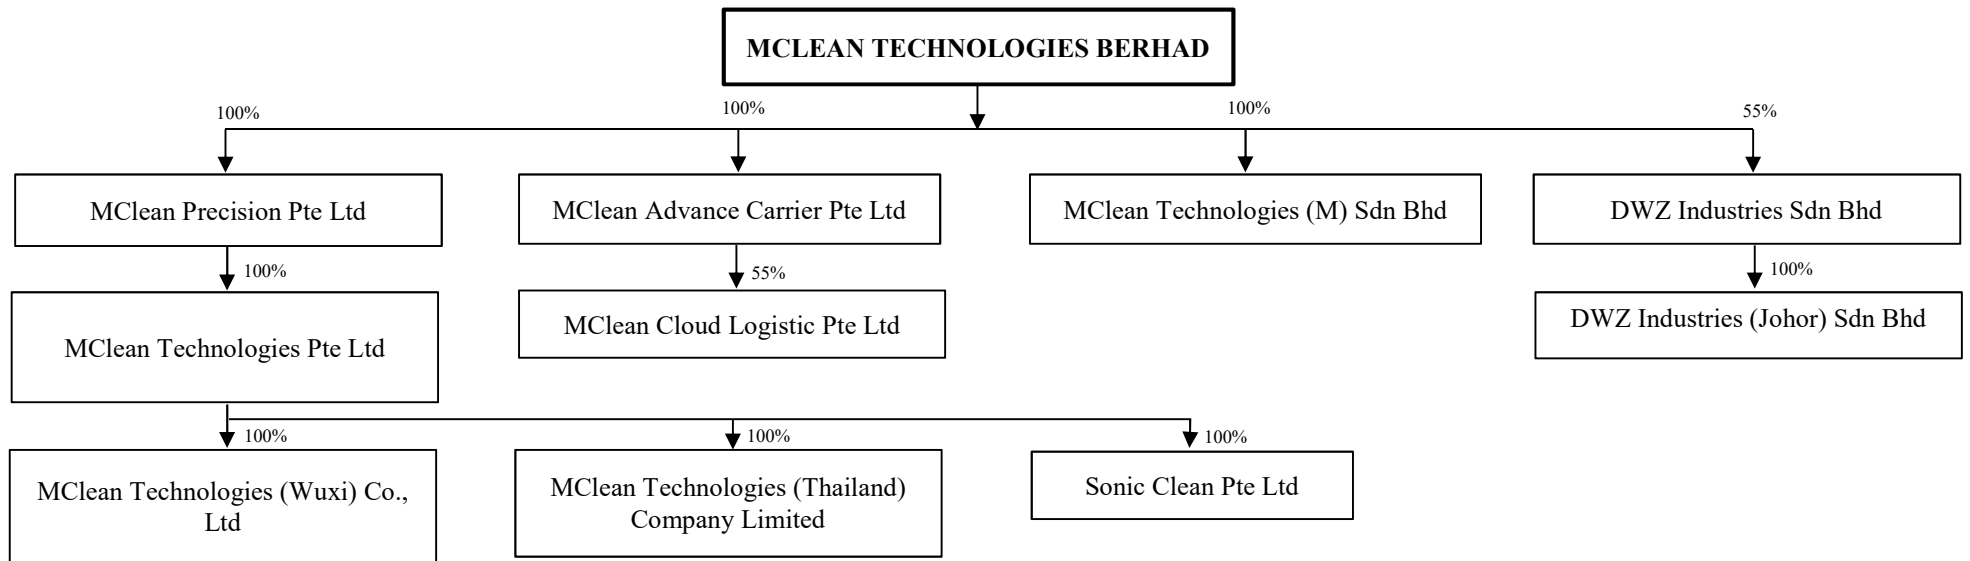 MCLEAN TECHNOLOGIES BERHAD
100%
100%
100%
55%
MClean Precision Pte Ltd
MClean Advance Carrier Pte Ltd
MClean Technologies (M) Sdn Bhd
DWZ Industries Sdn Bhd
100%
55%
100%
MClean Technologies Pte Ltd
MClean Cloud Logistic Pte Ltd
DWZ Industries (Johor) Sdn Bhd
100%
100%
100%
MClean Technologies (Wuxi) Co.,
Ltd
MClean Technologies (Thailand)
Company Limited
Sonic Clean Pte Ltd